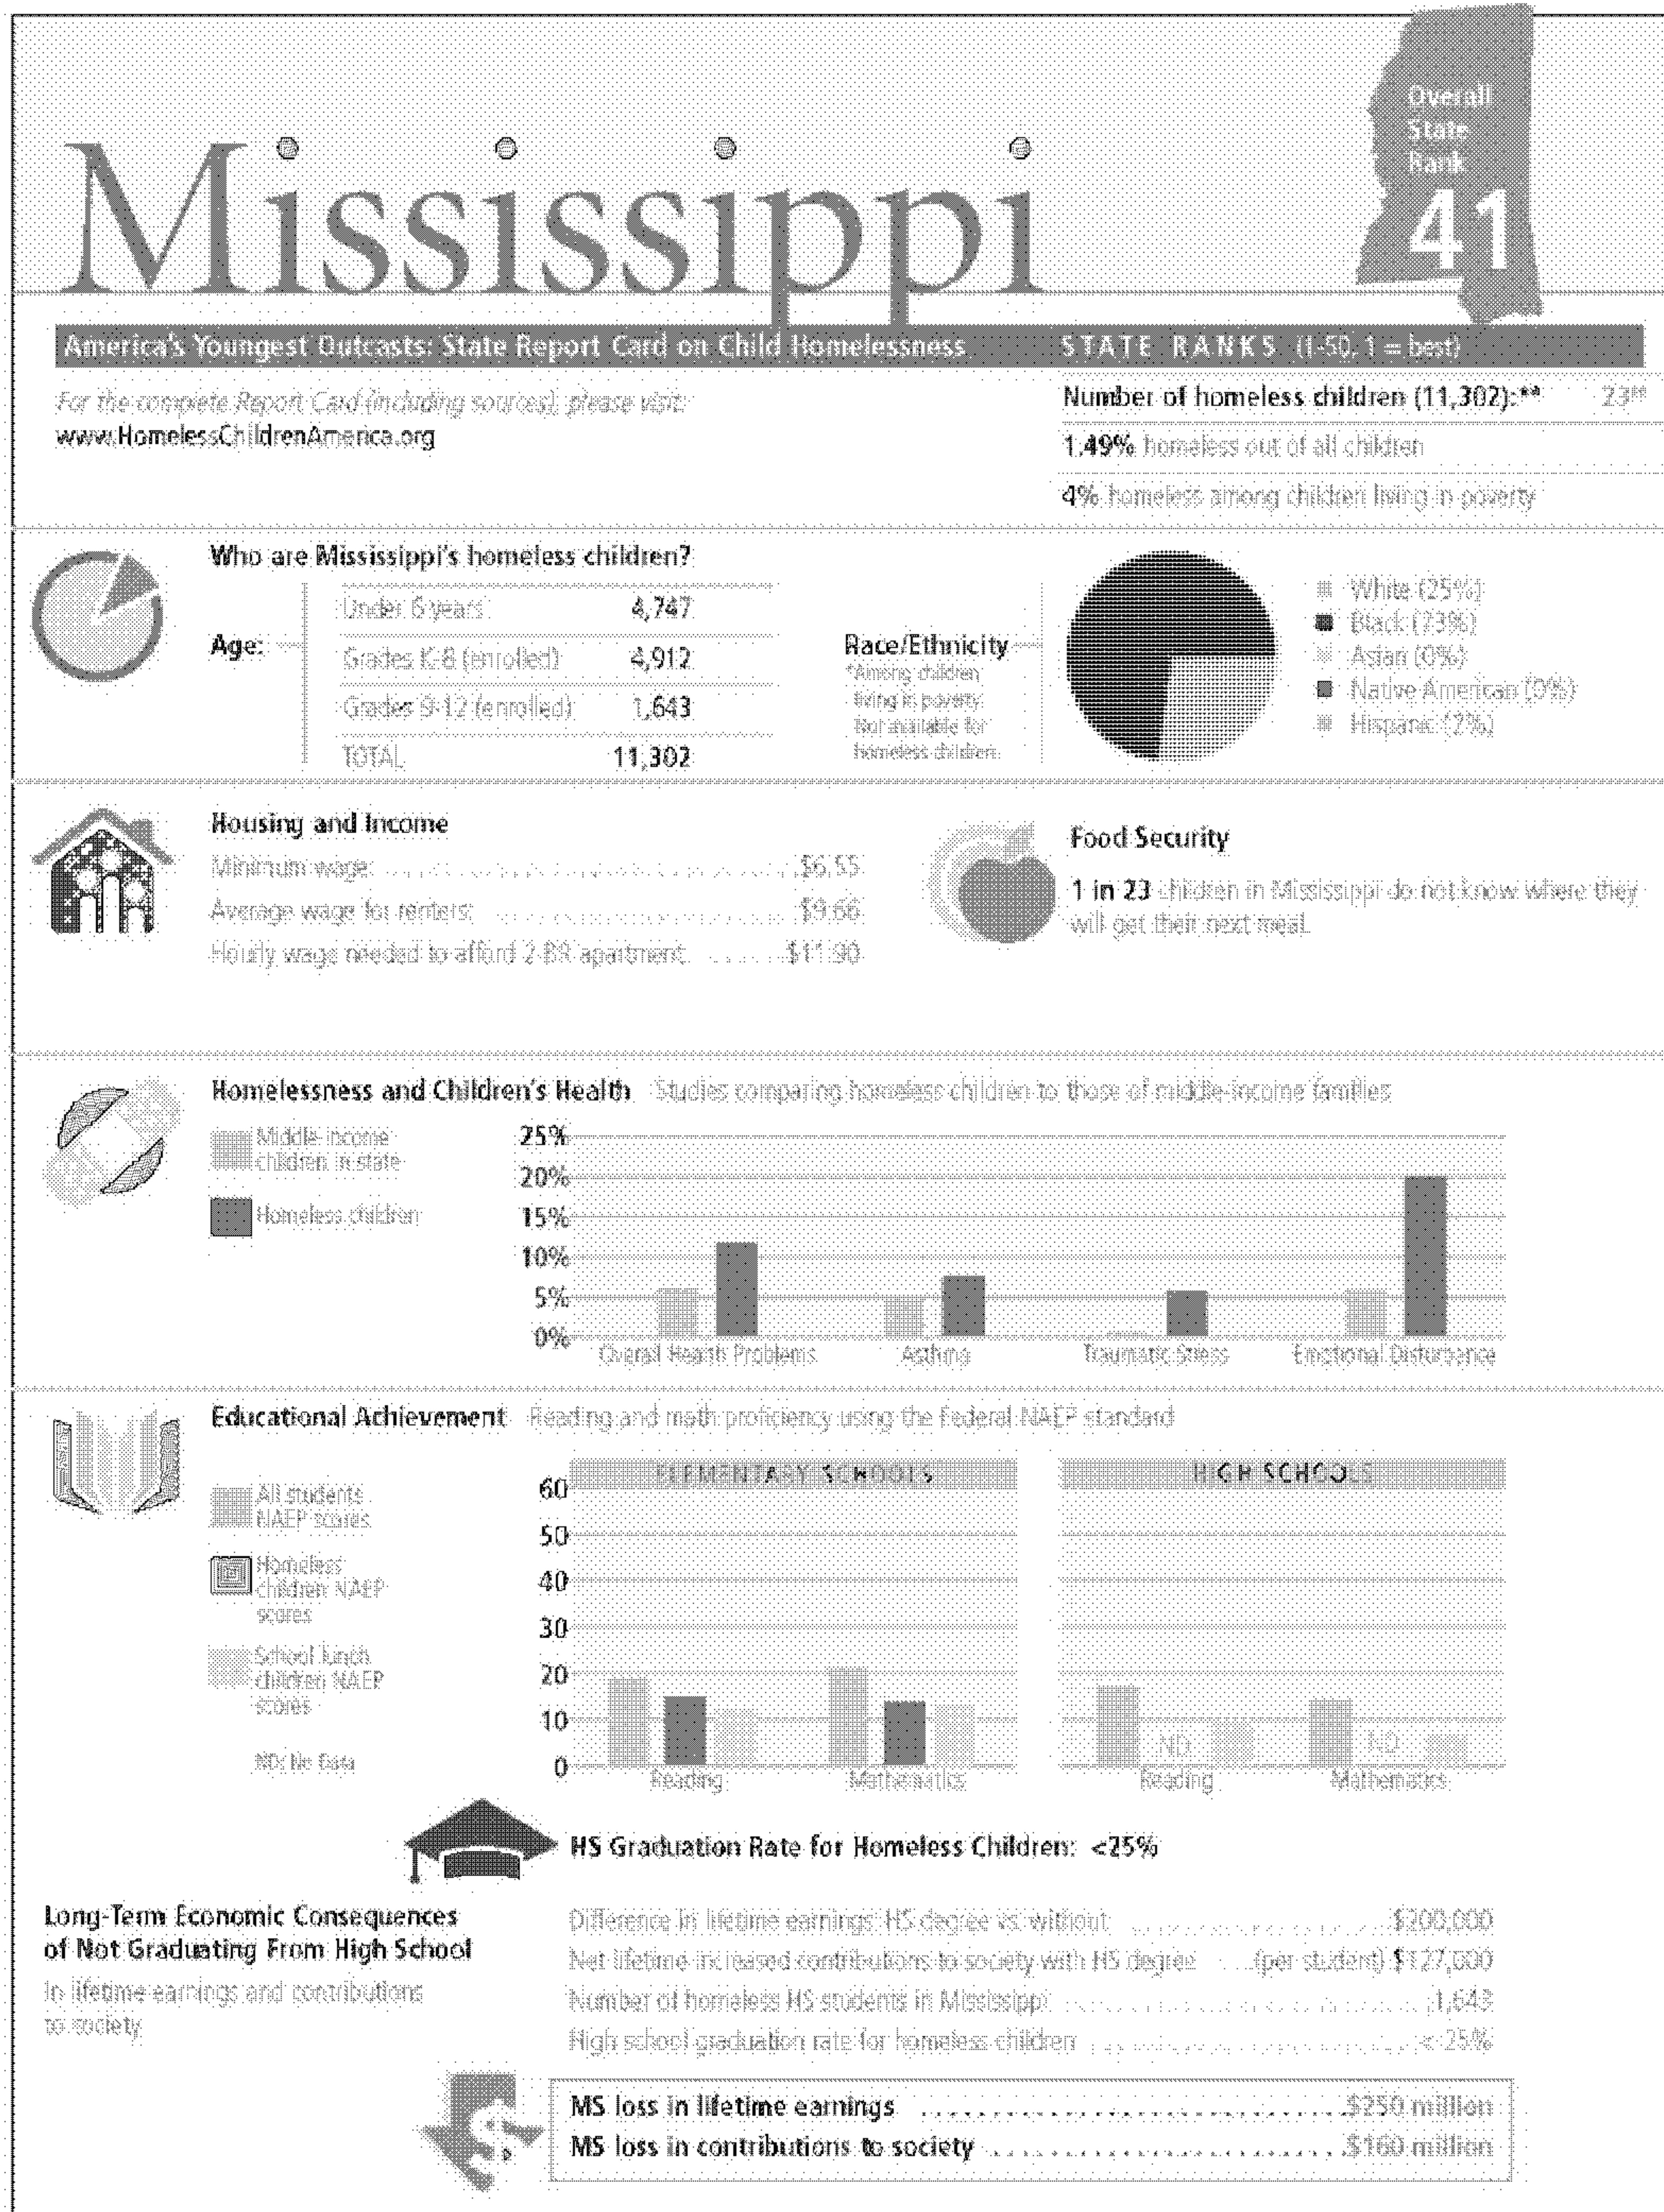 Overall
State
Rank
41
Mississippi
America's Youngest Outcasts: State Report Card on Child Homelessness
STATE RANKS (1-50, 1 = best)
For the complete Report Card (including sources), please visit:
www.HomelessChildrenAmerica.org
Number of homeless children (11,302):** 23rd
1.49% homeless out of all children
4% homeless among children living in poverty
Who are Mississippi's homeless children?
Age:
Under 6 years 4,747
Grades K-8 (enrolled) 4,912
Grades 9-12 (enrolled) 1,643
TOTAL 11,302
Race/Ethnicity
*Among children
living in poverty.
Not available for
homeless children.
White (25%)
Black (73%)
Asian (0%)
Native American (0%)
Hispanic (2%)
Housing and Income
Minimum wage: $6.55
Average wage for renters: $9.66
Hourly wage needed to afford 2-BR apartment: $11.90
Food Security
1 in 23 children in Mississippi do not know where they
will get their next meal.
Homelessness and Children's Health Studies comparing homeless children to those of middle-income families
Middle-income
children in state
Homeless children
25%
20%
15%
10%
5%
0%
Overall Health Problems Asthma Traumatic Stress Emotional Disturbance
Educational Achievement Reading and math proficiency using the Federal NAEP standard
All students
NAEP scores
Homeless
children NAEP
scores
School lunch
children NAEP
scores
ND: No Data
ELEMENTARY SCHOOLS HIGH SCHOOLS
60
50
40
30
20
10
0
ND ND
Reading Mathematics Reading Mathematics
HS Graduation Rate for Homeless Children: <25%
Long-Term Economic Consequences
of Not Graduating From High School
In lifetime earnings and contributions
to society
Difference in lifetime earnings: HS degree vs. without $200,000
Net lifetime increased contributions to society with HS degree (per student) $127,000
Number of homeless HS students in Mississippi 1,643
High school graduation rate for homeless children < 25%
MS loss in lifetime earnings $250 million
MS loss in contributions to society $160 million